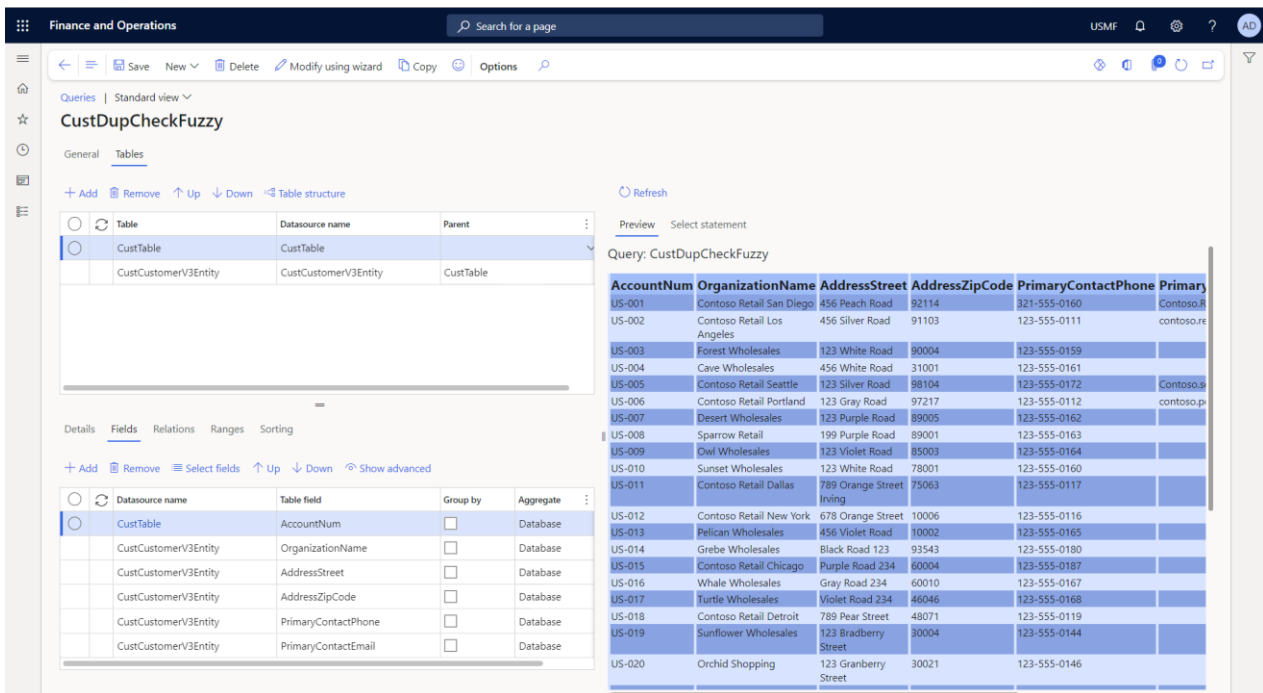 Finance and Operations
Search for a page
USMF
AD
Save New Delete Modify using wizard Copy Options
0
Queries | Standard view
CustDupCheckFuzzy
General Tables
Add Remove Up Down Table structure
Table Datasource name Parent
CustTable CustTable
CustCustomerV3Entity CustCustomerV3Entity CustTable
Details Fields Relations Ranges Sorting
Add Remove Select fields Up Down Show advanced
Datasource name Table field Group by Aggregate
CustTable AccountNum Database
CustCustomerV3Entity OrganizationName Database
CustCustomerV3Entity AddressStreet Database
CustCustomerV3Entity AddressZipCode Database
CustCustomerV3Entity PrimaryContactPhone Database
CustCustomerV3Entity PrimaryContactEmail Database
Refresh
Preview Select statement
Query: CustDupCheckFuzzy
AccountNum OrganizationName AddressStreet AddressZipCode PrimaryContactPhone Primary
US-001 Contoso Retail San Diego 456 Peach Road 92114 321-555-0160 Contoso.R
US-002 Contoso Retail Los 456 Silver Road 91103 123-555-0111 contoso.re
Angeles
US-003 Forest Wholesales 123 White Road 90004 123-555-0159
US-004 Cave Wholesales 456 White Road 31001 123-555-0161
US-005 Contoso Retail Seattle 123 Silver Road 98104 123-555-0172 Contoso.s
US-006 Contoso Retail Portland 123 Gray Road 97217 123-555-0112 contoso.p
US-007 Desert Wholesales 123 Purple Road 89005 123-555-0162
US-008 Sparrow Retail 199 Purple Road 89001 123-555-0163
US-009 Owl Wholesales 123 Violet Road 85003 123-555-0164
US-010 Sunset Wholesales 123 White Road 78001 123-555-0160
US-011 Contoso Retail Dallas 789 Orange Street 75063 123-555-0117
Irving
US-012 Contoso Retail New York 678 Orange Street 10006 123-555-0116
US-013 Pelican Wholesales 456 Violet Road 10002 123-555-0165
US-014 Grebe Wholesales Black Road 123 93543 123-555-0180
US-015 Contoso Retail Chicago Purple Road 234 60004 123-555-0187
US-016 Whale Wholesales Gray Road 234 60010 123-555-0167
US-017 Turtle Wholesales Violet Road 234 46046 123-555-0168
US-018 Contoso Retail Detroit 789 Pear Street 48071 123-555-0119
US-019 Sunflower Wholesales 123 Bradberry 30004 123-555-0144
Street
US-020 Orchid Shopping 123 Granberry 30021 123-555-0146
Street